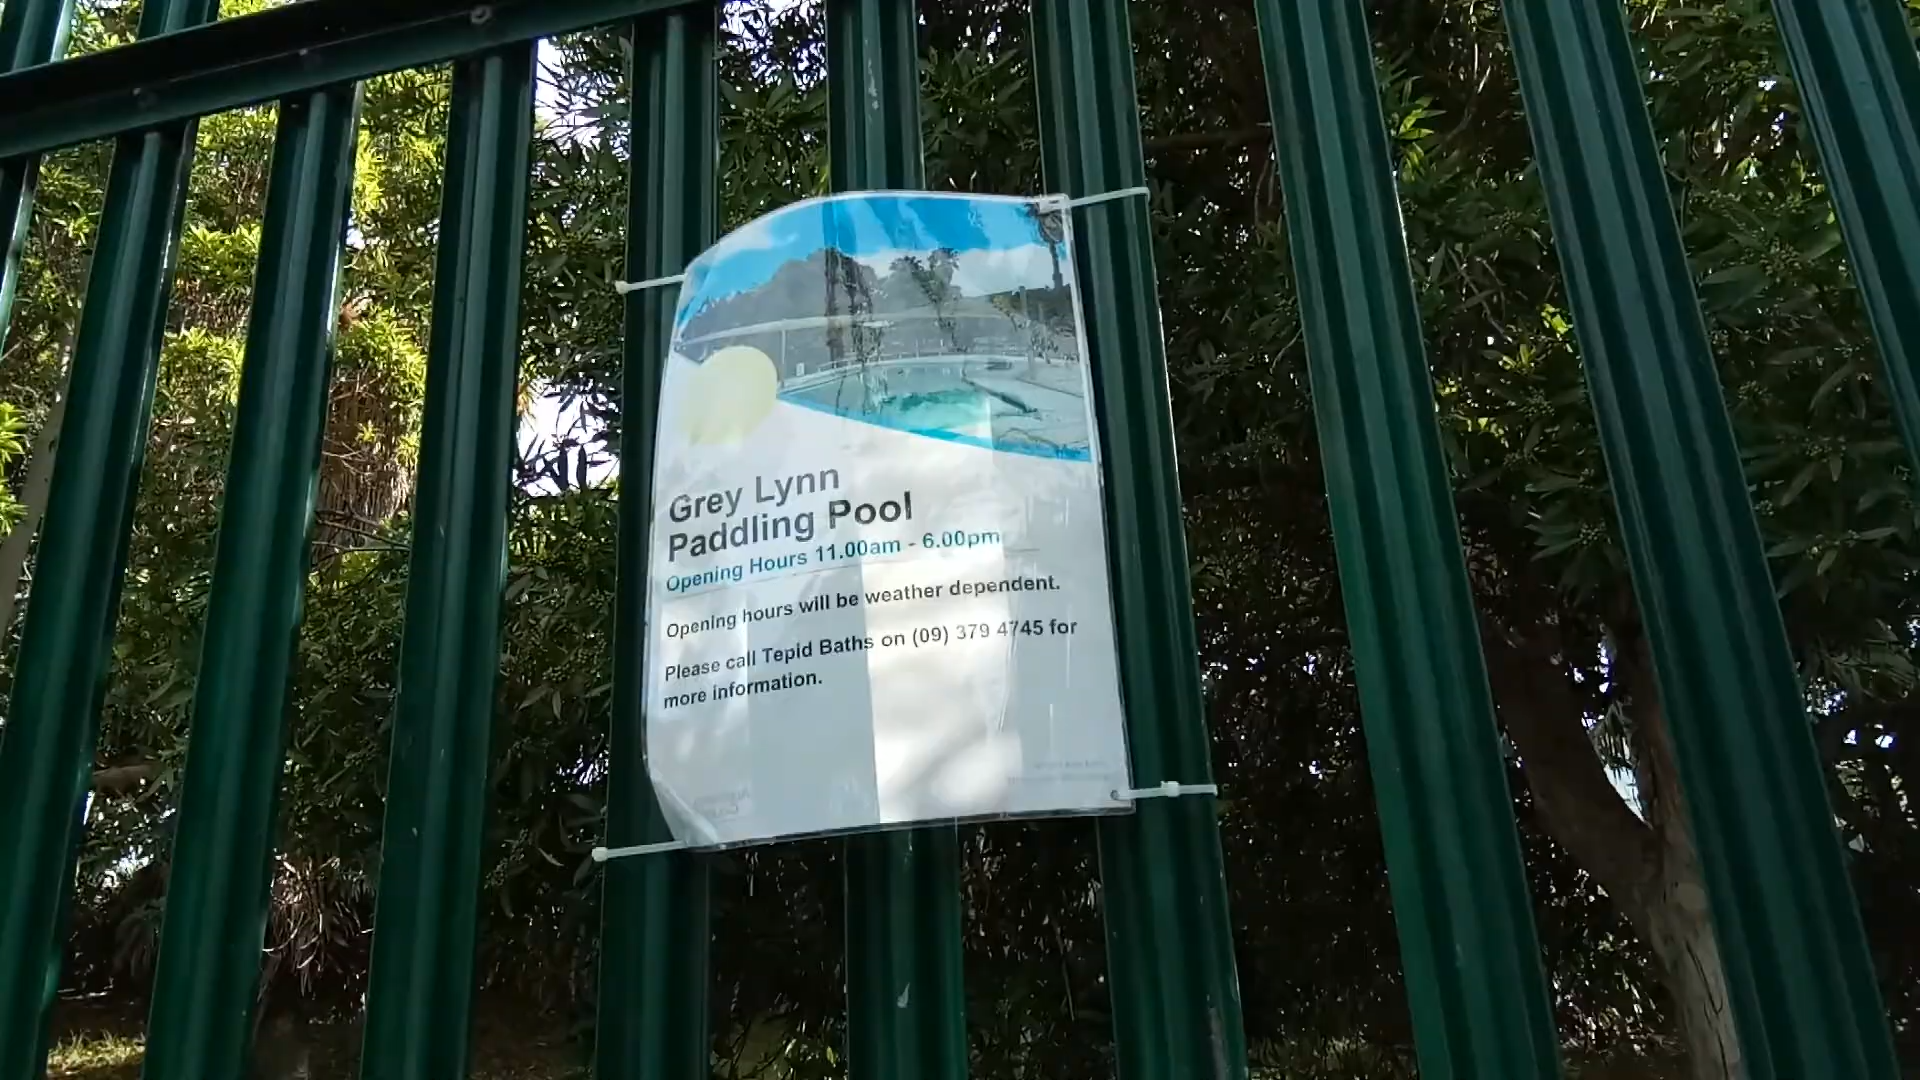 Grey Lynn
Paddling Pool
Opening Hours 11.00am - 6.00pm
Opening hours will be weather dependent.
Please call Tepid Baths on (09) 379 4745 for
more information.